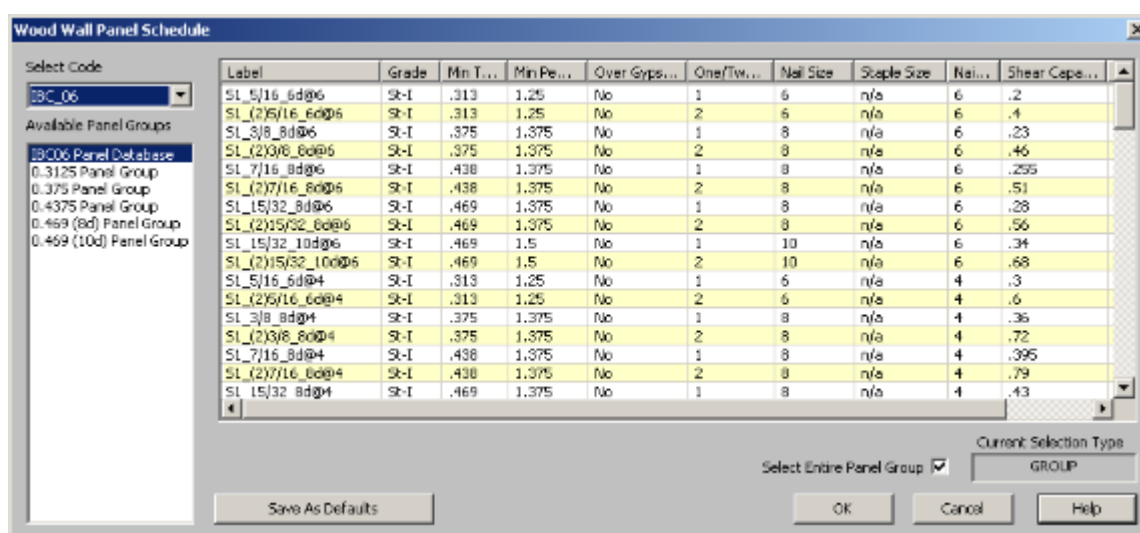 Wood Wall Panel Schedule
Select Code
IBC_06
Available Panel Groups
IBC06 Panel Database
0.3125 Panel Group
0.375 Panel Group
0.4375 Panel Group
0.469 (8d) Panel Group
0.469 (10d) Panel Group
Label Grade Min T... Min Pe... Over Gyps... One/Tw... Nail Size Staple Size Nai... Shear Capa...
S1_5/16_6d@6 St-I .313 1.25 No 1 6 n/a 6 .2
S1_(2)5/16_6d@6 St-I .313 1.25 No 2 6 n/a 6 .4
S1_3/8_8d@6 St-I .375 1.375 No 1 8 n/a 6 .23
S1_(2)3/8_8d@6 St-I .375 1.375 No 2 8 n/a 6 .46
S1_7/16_8d@6 St-I .438 1.375 No 1 8 n/a 6 .255
S1_(2)7/16_8d@6 St-I .438 1.375 No 2 8 n/a 6 .51
S1_15/32_8d@6 St-I .469 1.375 No 1 8 n/a 6 .28
S1_(2)15/32_8d@6 St-I .469 1.375 No 2 8 n/a 6 .56
S1_15/32_10d@6 St-I .469 1.5 No 1 10 n/a 6 .34
S1_(2)15/32_10d@6 St-I .469 1.5 No 2 10 n/a 6 .68
S1_5/16_6d@4 St-I .313 1.25 No 1 6 n/a 4 .3
S1_(2)5/16_6d@4 St-I .313 1.25 No 2 6 n/a 4 .6
S1_3/8_8d@4 St-I .375 1.375 No 1 8 n/a 4 .36
S1_(2)3/8_8d@4 St-I .375 1.375 No 2 8 n/a 4 .72
S1_7/16_8d@4 St-I .438 1.375 No 1 8 n/a 4 .395
S1_(2)7/16_8d@4 St-I .438 1.375 No 2 8 n/a 4 .79
S1_15/32_8d@4 St-I .469 1.375 No 1 8 n/a 4 .43
Current Selection Type
Select Entire Panel Group GROUP
Save As Defaults OK Cancel Help